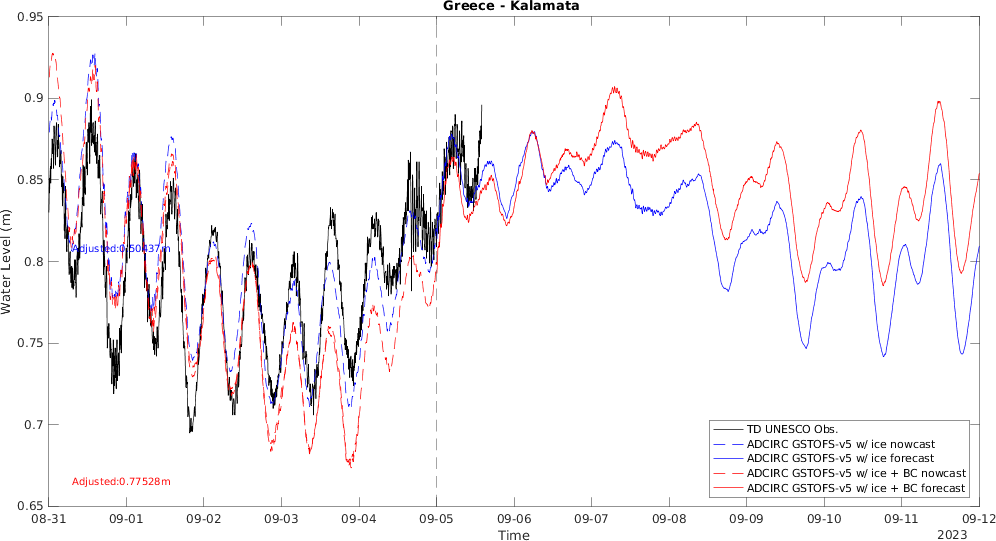 Greece - Kalamata
Water Level (m)
0.95
0.9
0.85
0.8
0.75
0.7
0.65
Adjusted:0.50437m
Adjusted:0.77528m
TD UNESCO Obs.
ADCIRC GSTOFS-v5 w/ ice nowcast
ADCIRC GSTOFS-v5 w/ ice forecast
ADCIRC GSTOFS-v5 w/ ice + BC nowcast
ADCIRC GSTOFS-v5 w/ ice + BC forecast
08-31 09-01 09-02 09-03 09-04 09-05 09-06 09-07 09-08 09-09 09-10 09-11 09-12
Time
2023